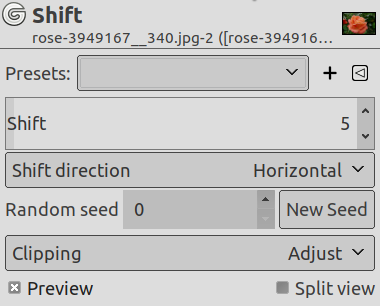 Shift
rose-3949167__340.jpg-2 ([rose-394916...
Presets:
Shift 5
Shift direction Horizontal
Random seed 0 New Seed
Clipping Adjust
Preview Split view